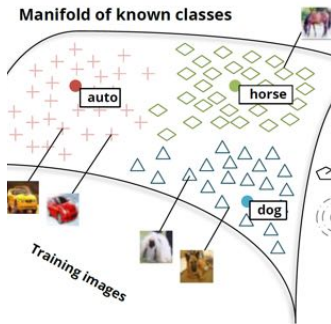 Manifold of known classes
auto
horse
dog
Training images